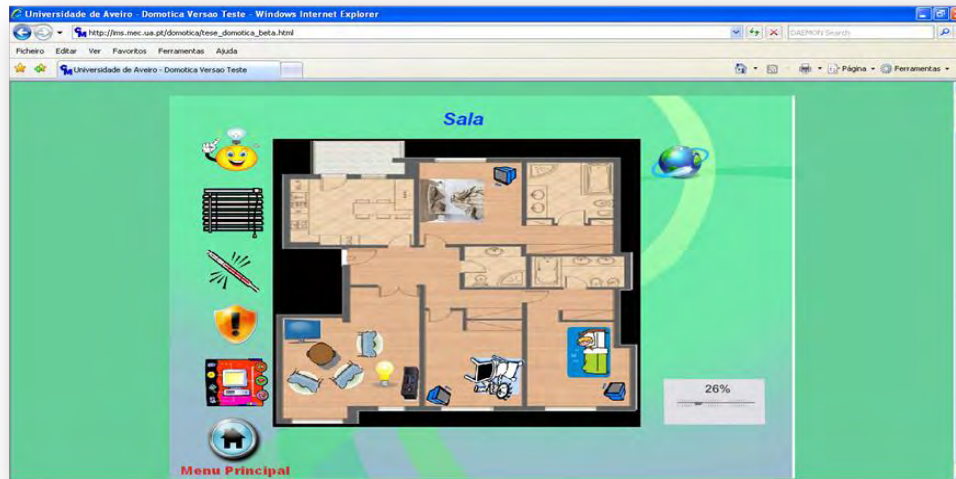 Universidade de Aveiro - Domotica Versao Teste - Windows Internet Explorer
http://lms.mec.ua.pt/domotica/tese_domotica_beta.html
DAEMON Search
Ficheiro Editar Ver Favoritos Ferramentas Ajuda
Universidade de Aveiro - Domotica Versao Teste
Página
Ferramentas
Sala
26%
Menu Principal